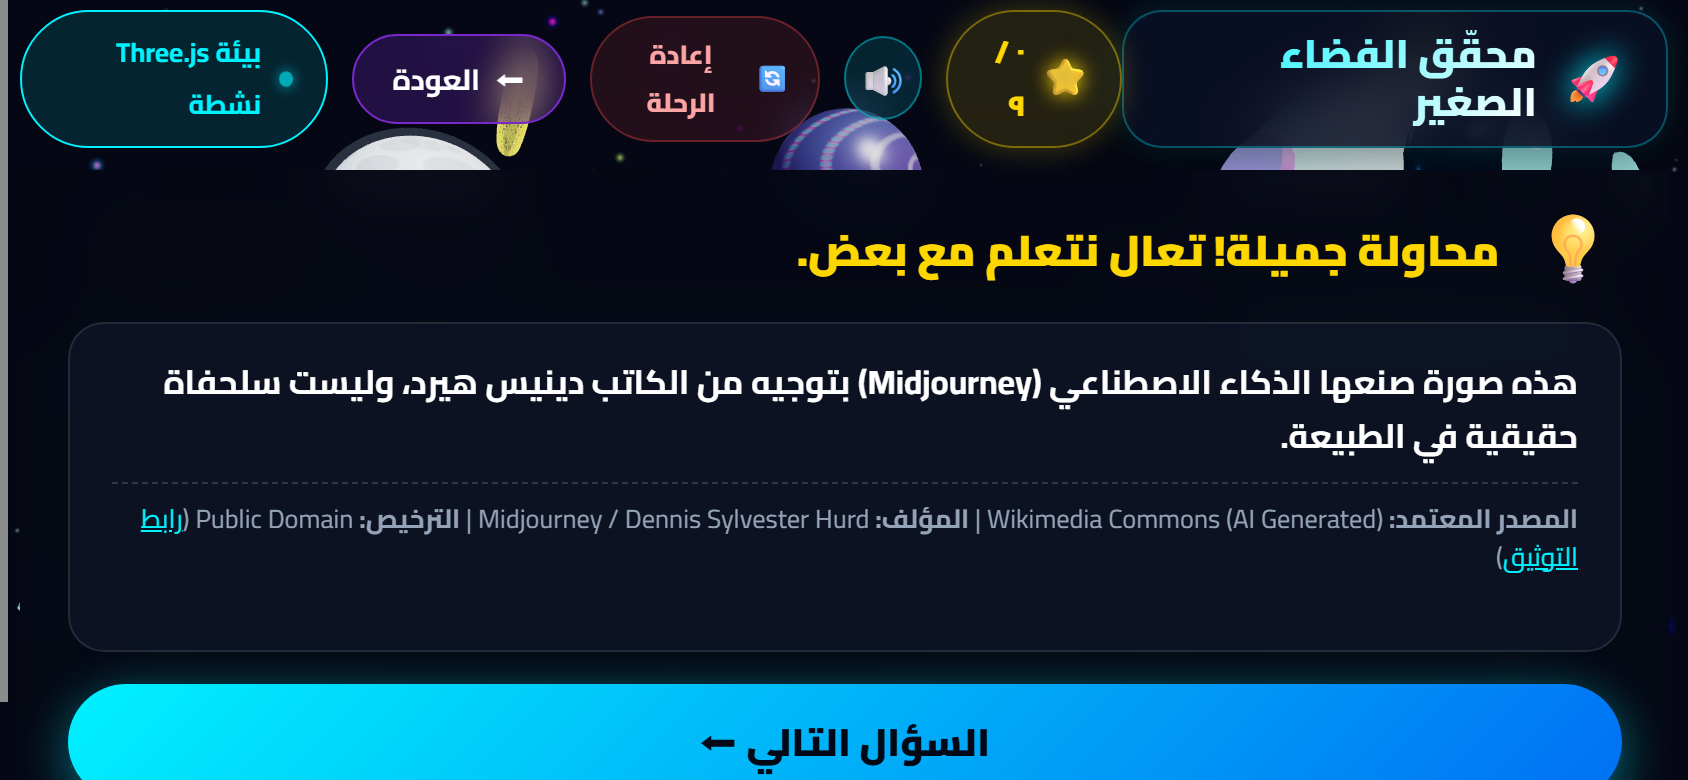 محقّق الفضاء
الصغير
٠ /
٩
إعادة
الرحلة
← العودة
بيئة Three.js
نشطة
محاولة جميلة! تعال نتعلم مع بعض.
هذه صورة صنعها الذكاء الاصطناعي (Midjourney) بتوجيه من الكاتب دينيس هيرد، وليست سلحفاة
حقيقية في الطبيعة.
المصدر المعتمد: Wikimedia Commons (AI Generated) | المؤلف: Midjourney / Dennis Sylvester Hurd | الترخيص: Public Domain (رابط
التوثيق)
السؤال التالي ←